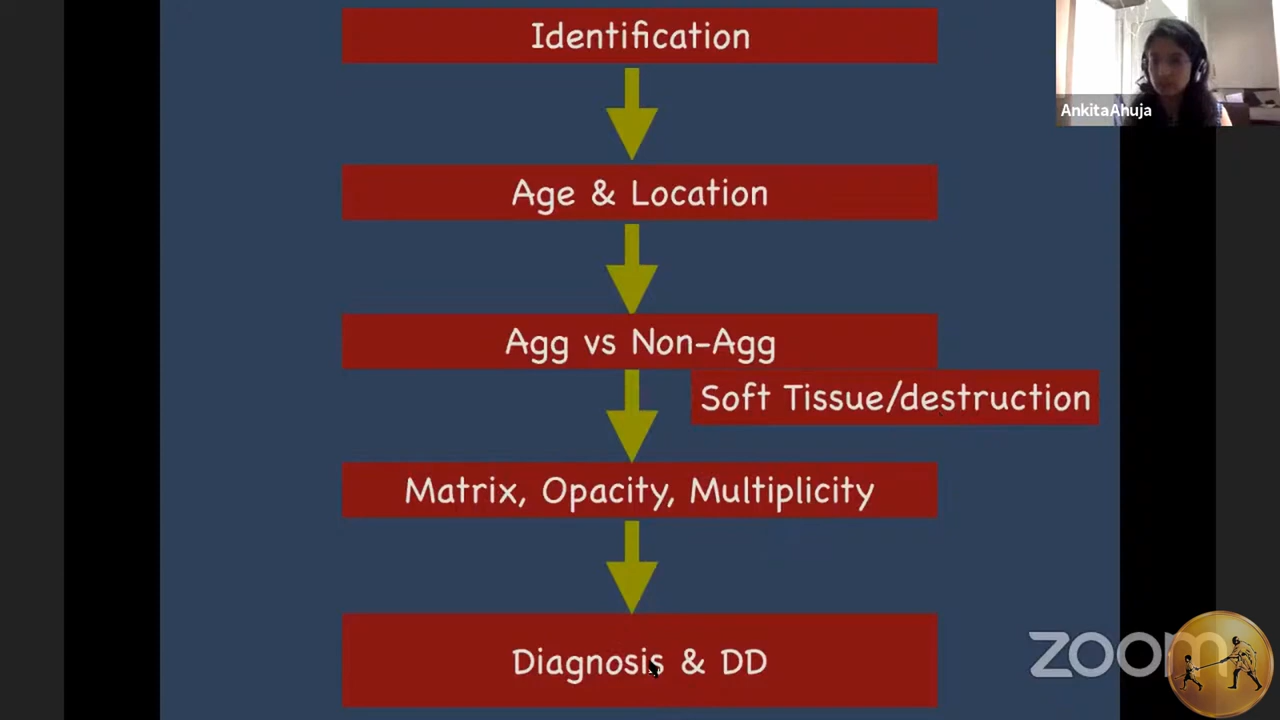 Identification
AnkitaAhuja
Age & Location
Agg vs Non-Agg
Soft Tissue/destruction
Matrix, Opacity, Multiplicity
Diagnosis & DD
zoom